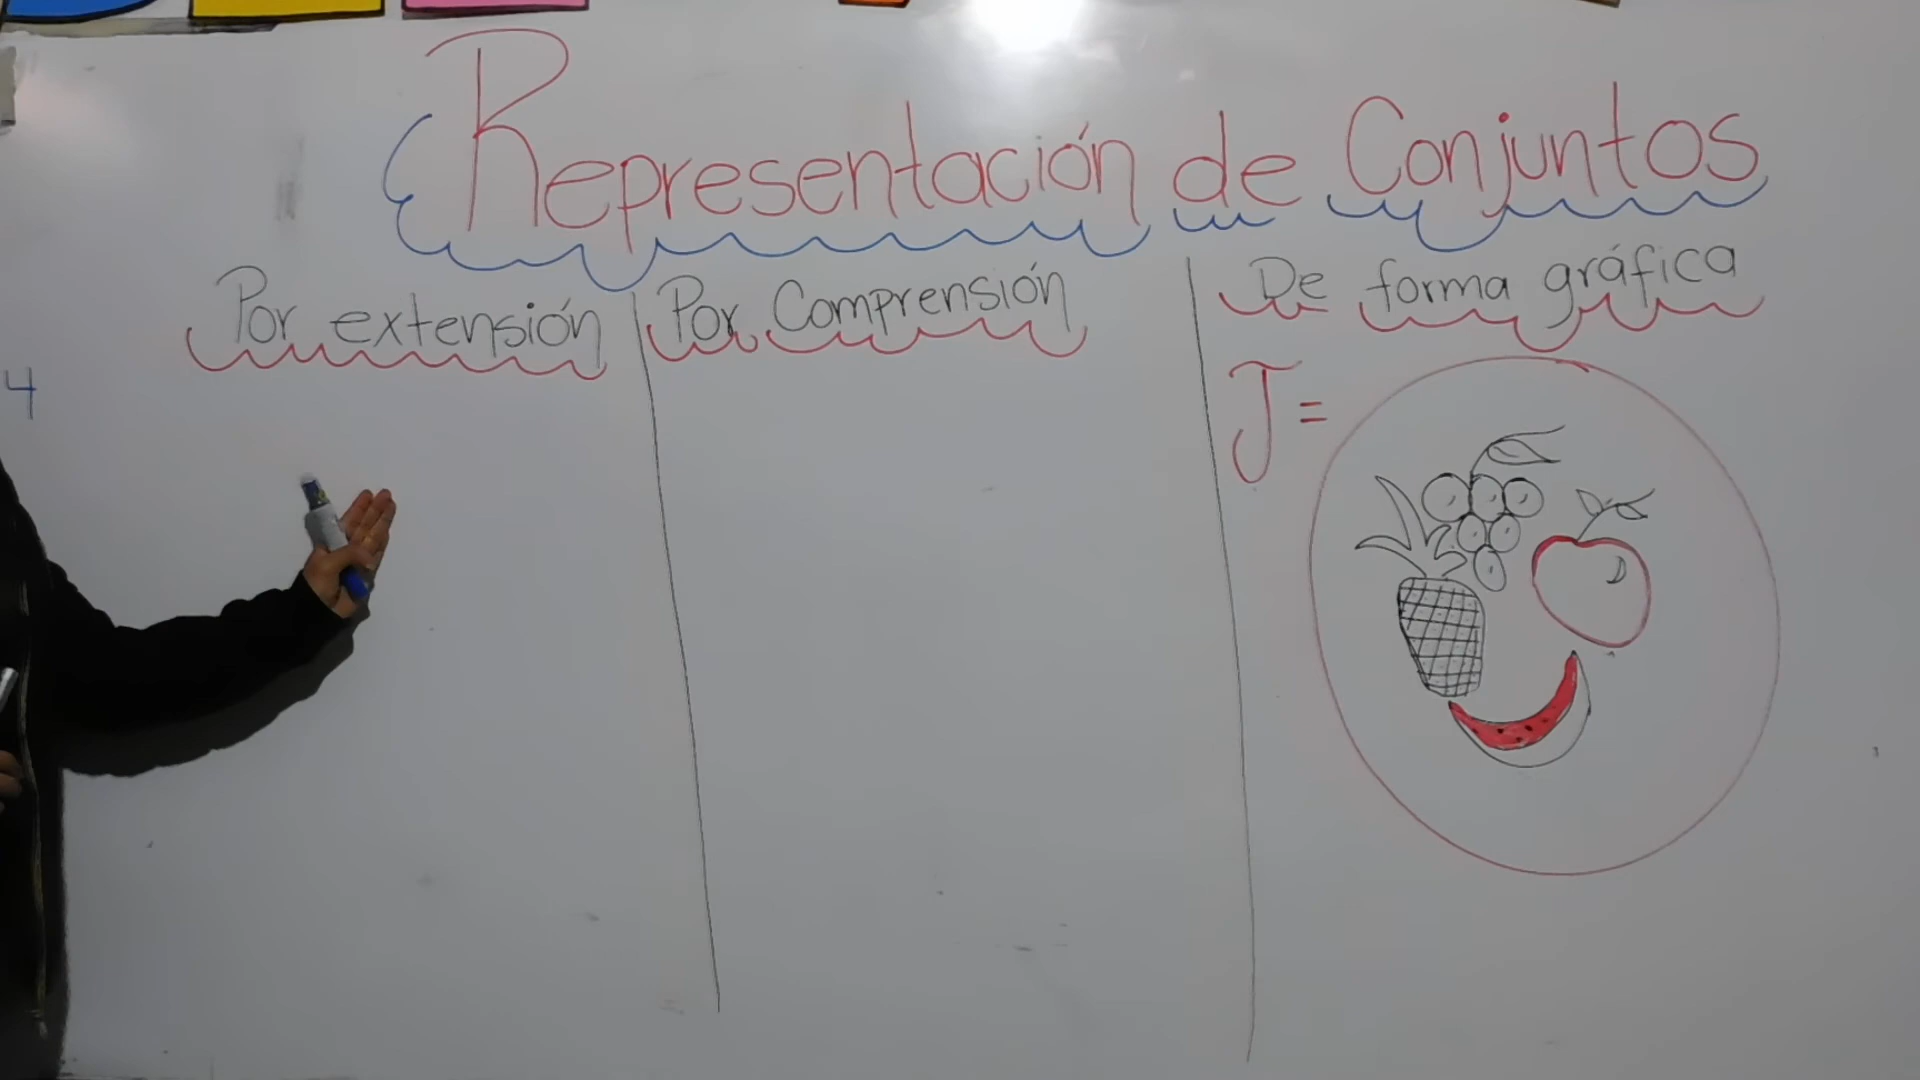 Representación de Conjuntos
Por extensión
Por Comprensión
De forma gráfica
4
J =